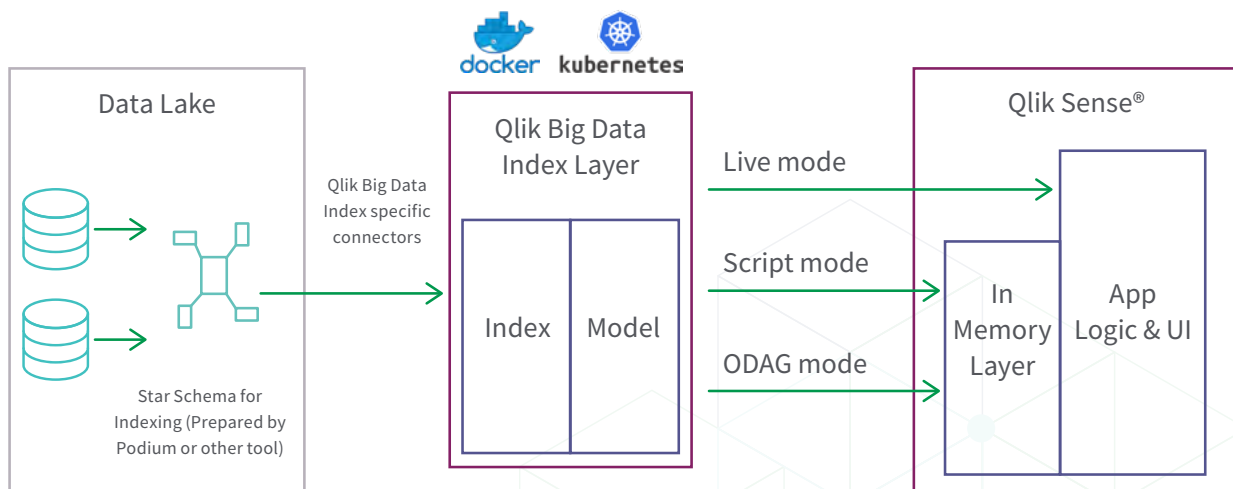 docker
kubernetes
Data Lake
Star Schema for
Indexing (Prepared by
Podium or other tool)
Qlik Big Data
Index specific
connectors
Qlik Big Data
Index Layer
Index
Model
Live mode
Script mode
ODAG mode
Qlik Sense®
In
Memory
Layer
App
Logic & UI